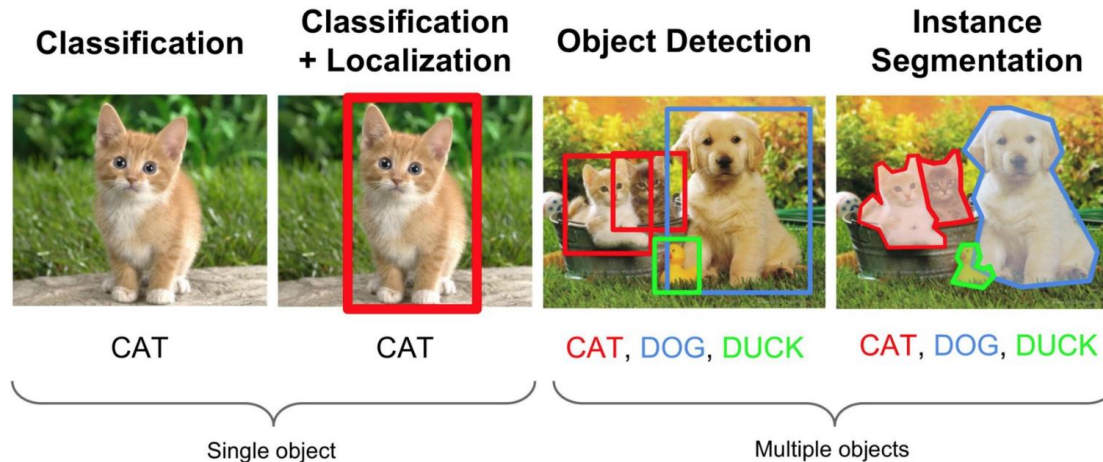 Classification
Classification
+ Localization
Object Detection
Instance
Segmentation
CAT
CAT
CAT, DOG, DUCK
CAT, DOG, DUCK
Single object
Multiple objects